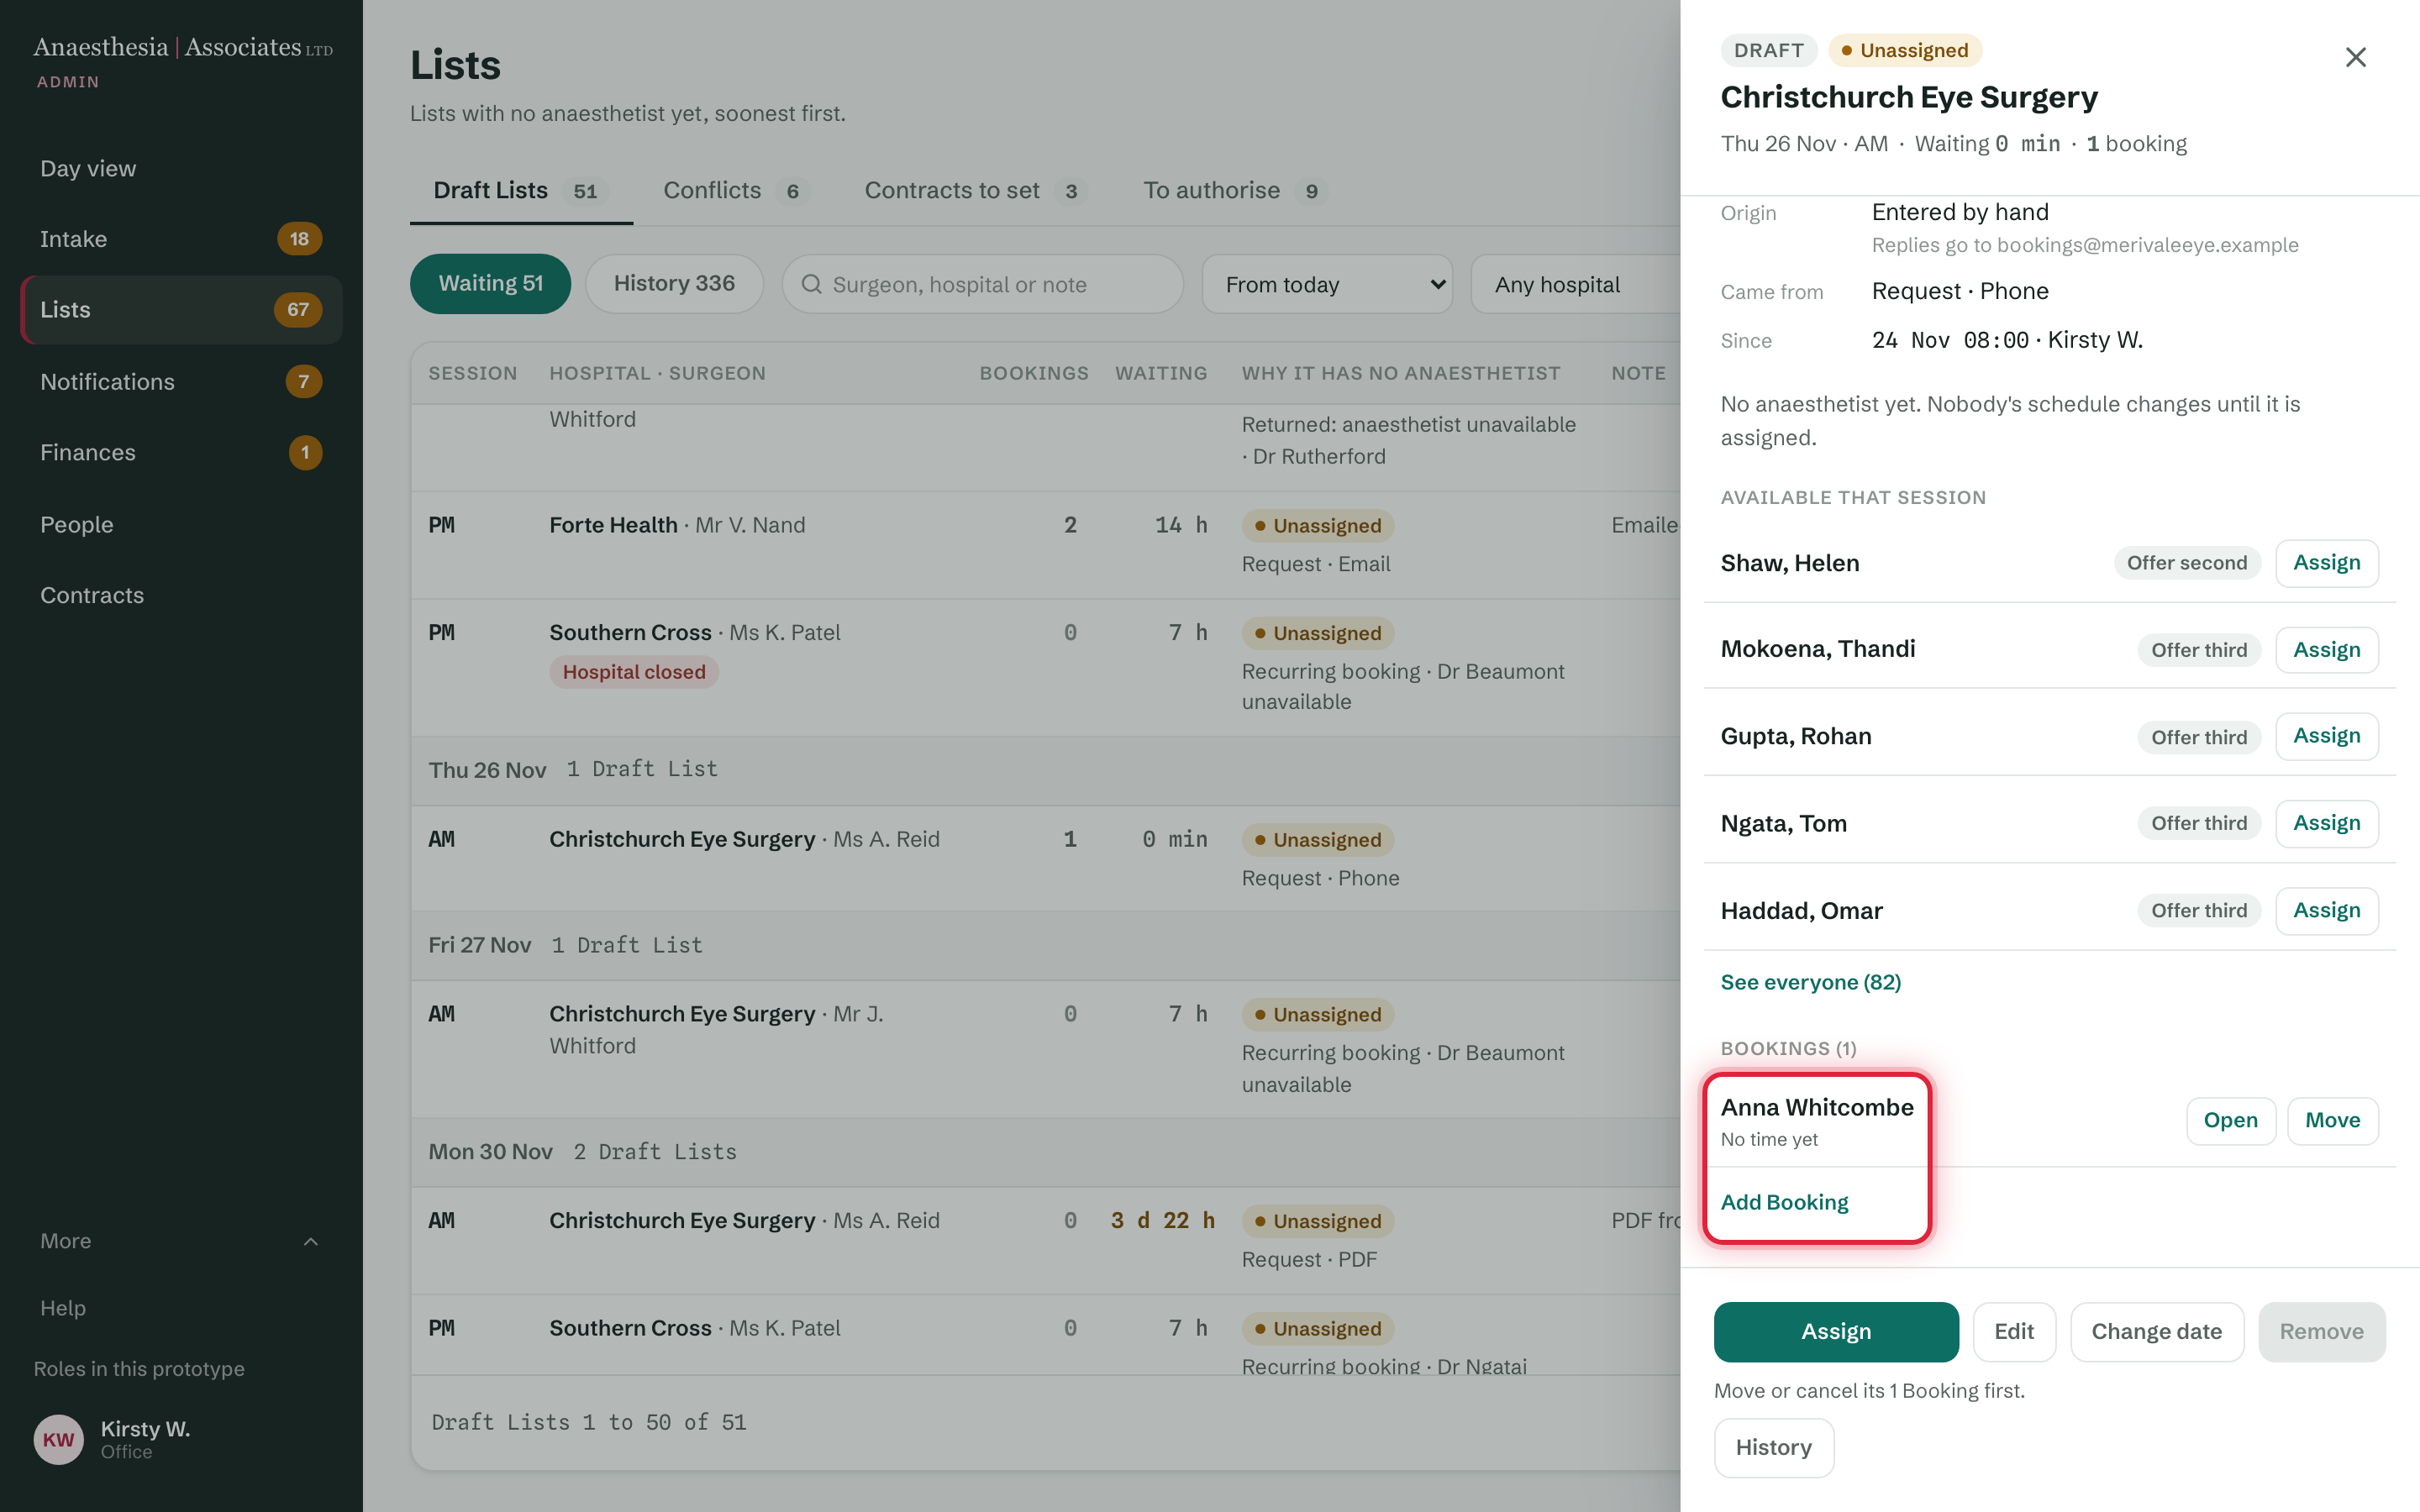 Anaesthesia | Associates LTD
ADMIN
Day view
Intake 18
Lists 67
Notifications 7
Finances 1
People
Contracts
More
Help
Roles in this prototype
KW
Kirsty W.
Office
Lists
Lists with no anaesthetist yet, soonest first.
Draft Lists 51
Conflicts 6
Contracts to set 3
To authorise 9
Waiting 51
History 336
Surgeon, hospital or note
From today
Any hospital
SESSION HOSPITAL · SURGEON BOOKINGS WAITING WHY IT HAS NO ANAESTHETIST NOTE
Whitford
Returned: anaesthetist unavailable
· Dr Rutherford
PM Forte Health · Mr V. Nand 2 14 h Unassigned Emaile
Request · Email
PM Southern Cross · Ms K. Patel 0 7 h Unassigned
Hospital closed
Recurring booking · Dr Beaumont
unavailable
Thu 26 Nov 1 Draft List
AM Christchurch Eye Surgery · Ms A. Reid 1 0 min Unassigned
Request · Phone
Fri 27 Nov 1 Draft List
AM Christchurch Eye Surgery · Mr J. 0 7 h Unassigned
Whitford
Recurring booking · Dr Beaumont
unavailable
Mon 30 Nov 2 Draft Lists
AM Christchurch Eye Surgery · Ms A. Reid 0 3 d 22 h Unassigned PDF fro
Request · PDF
PM Southern Cross · Ms K. Patel 0 7 h Unassigned
Recurring booking · Dr Ngatai
Draft Lists 1 to 50 of 51
DRAFT Unassigned
Christchurch Eye Surgery
Thu 26 Nov · AM · Waiting 0 min · 1 booking
Origin Entered by hand
Replies go to bookings@merivaleeye.example
Came from Request · Phone
Since 24 Nov 08:00 · Kirsty W.
No anaesthetist yet. Nobody's schedule changes until it is
assigned.
AVAILABLE THAT SESSION
Shaw, Helen Offer second Assign
Mokoena, Thandi Offer third Assign
Gupta, Rohan Offer third Assign
Ngata, Tom Offer third Assign
Haddad, Omar Offer third Assign
See everyone (82)
BOOKINGS (1)
Anna Whitcombe
No time yet
Open Move
Add Booking
Assign Edit Change date Remove
Move or cancel its 1 Booking first.
History